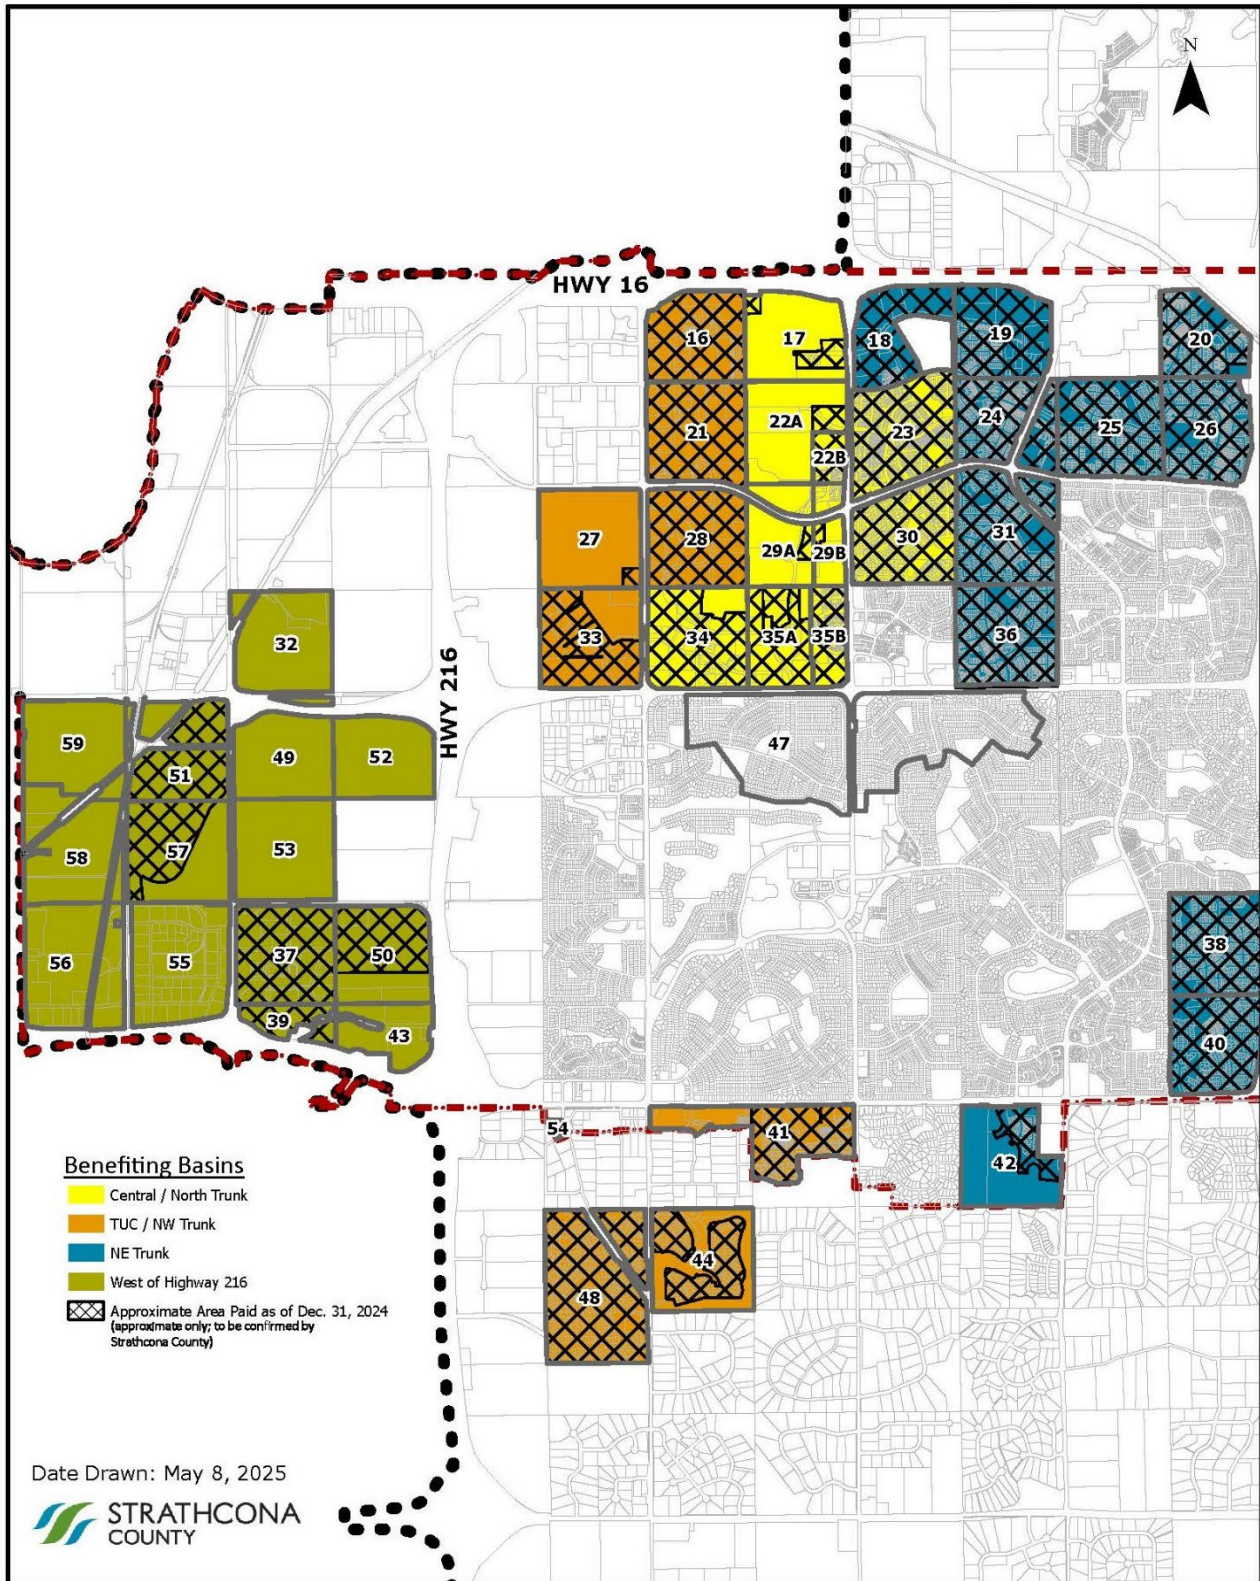 N
HWY 16
16
17
18
19
20
21
22A
22B
23
24
25
26
27
28
29A
29B
30
31
32
33
34
35A
35B
36
HWY 216
59
49
52
47
51
58
57
53
56
55
37
50
38
39
43
40
54
41
42
44
48
Benefiting Basins
Central / North Trunk
TUC / NW Trunk
NE Trunk
West of Highway 216
Approximate Area Paid as of Dec. 31, 2024
(approximate only; to be confirmed by
Strathcona County)
Date Drawn: May 8, 2025
STRATHCONA
COUNTY